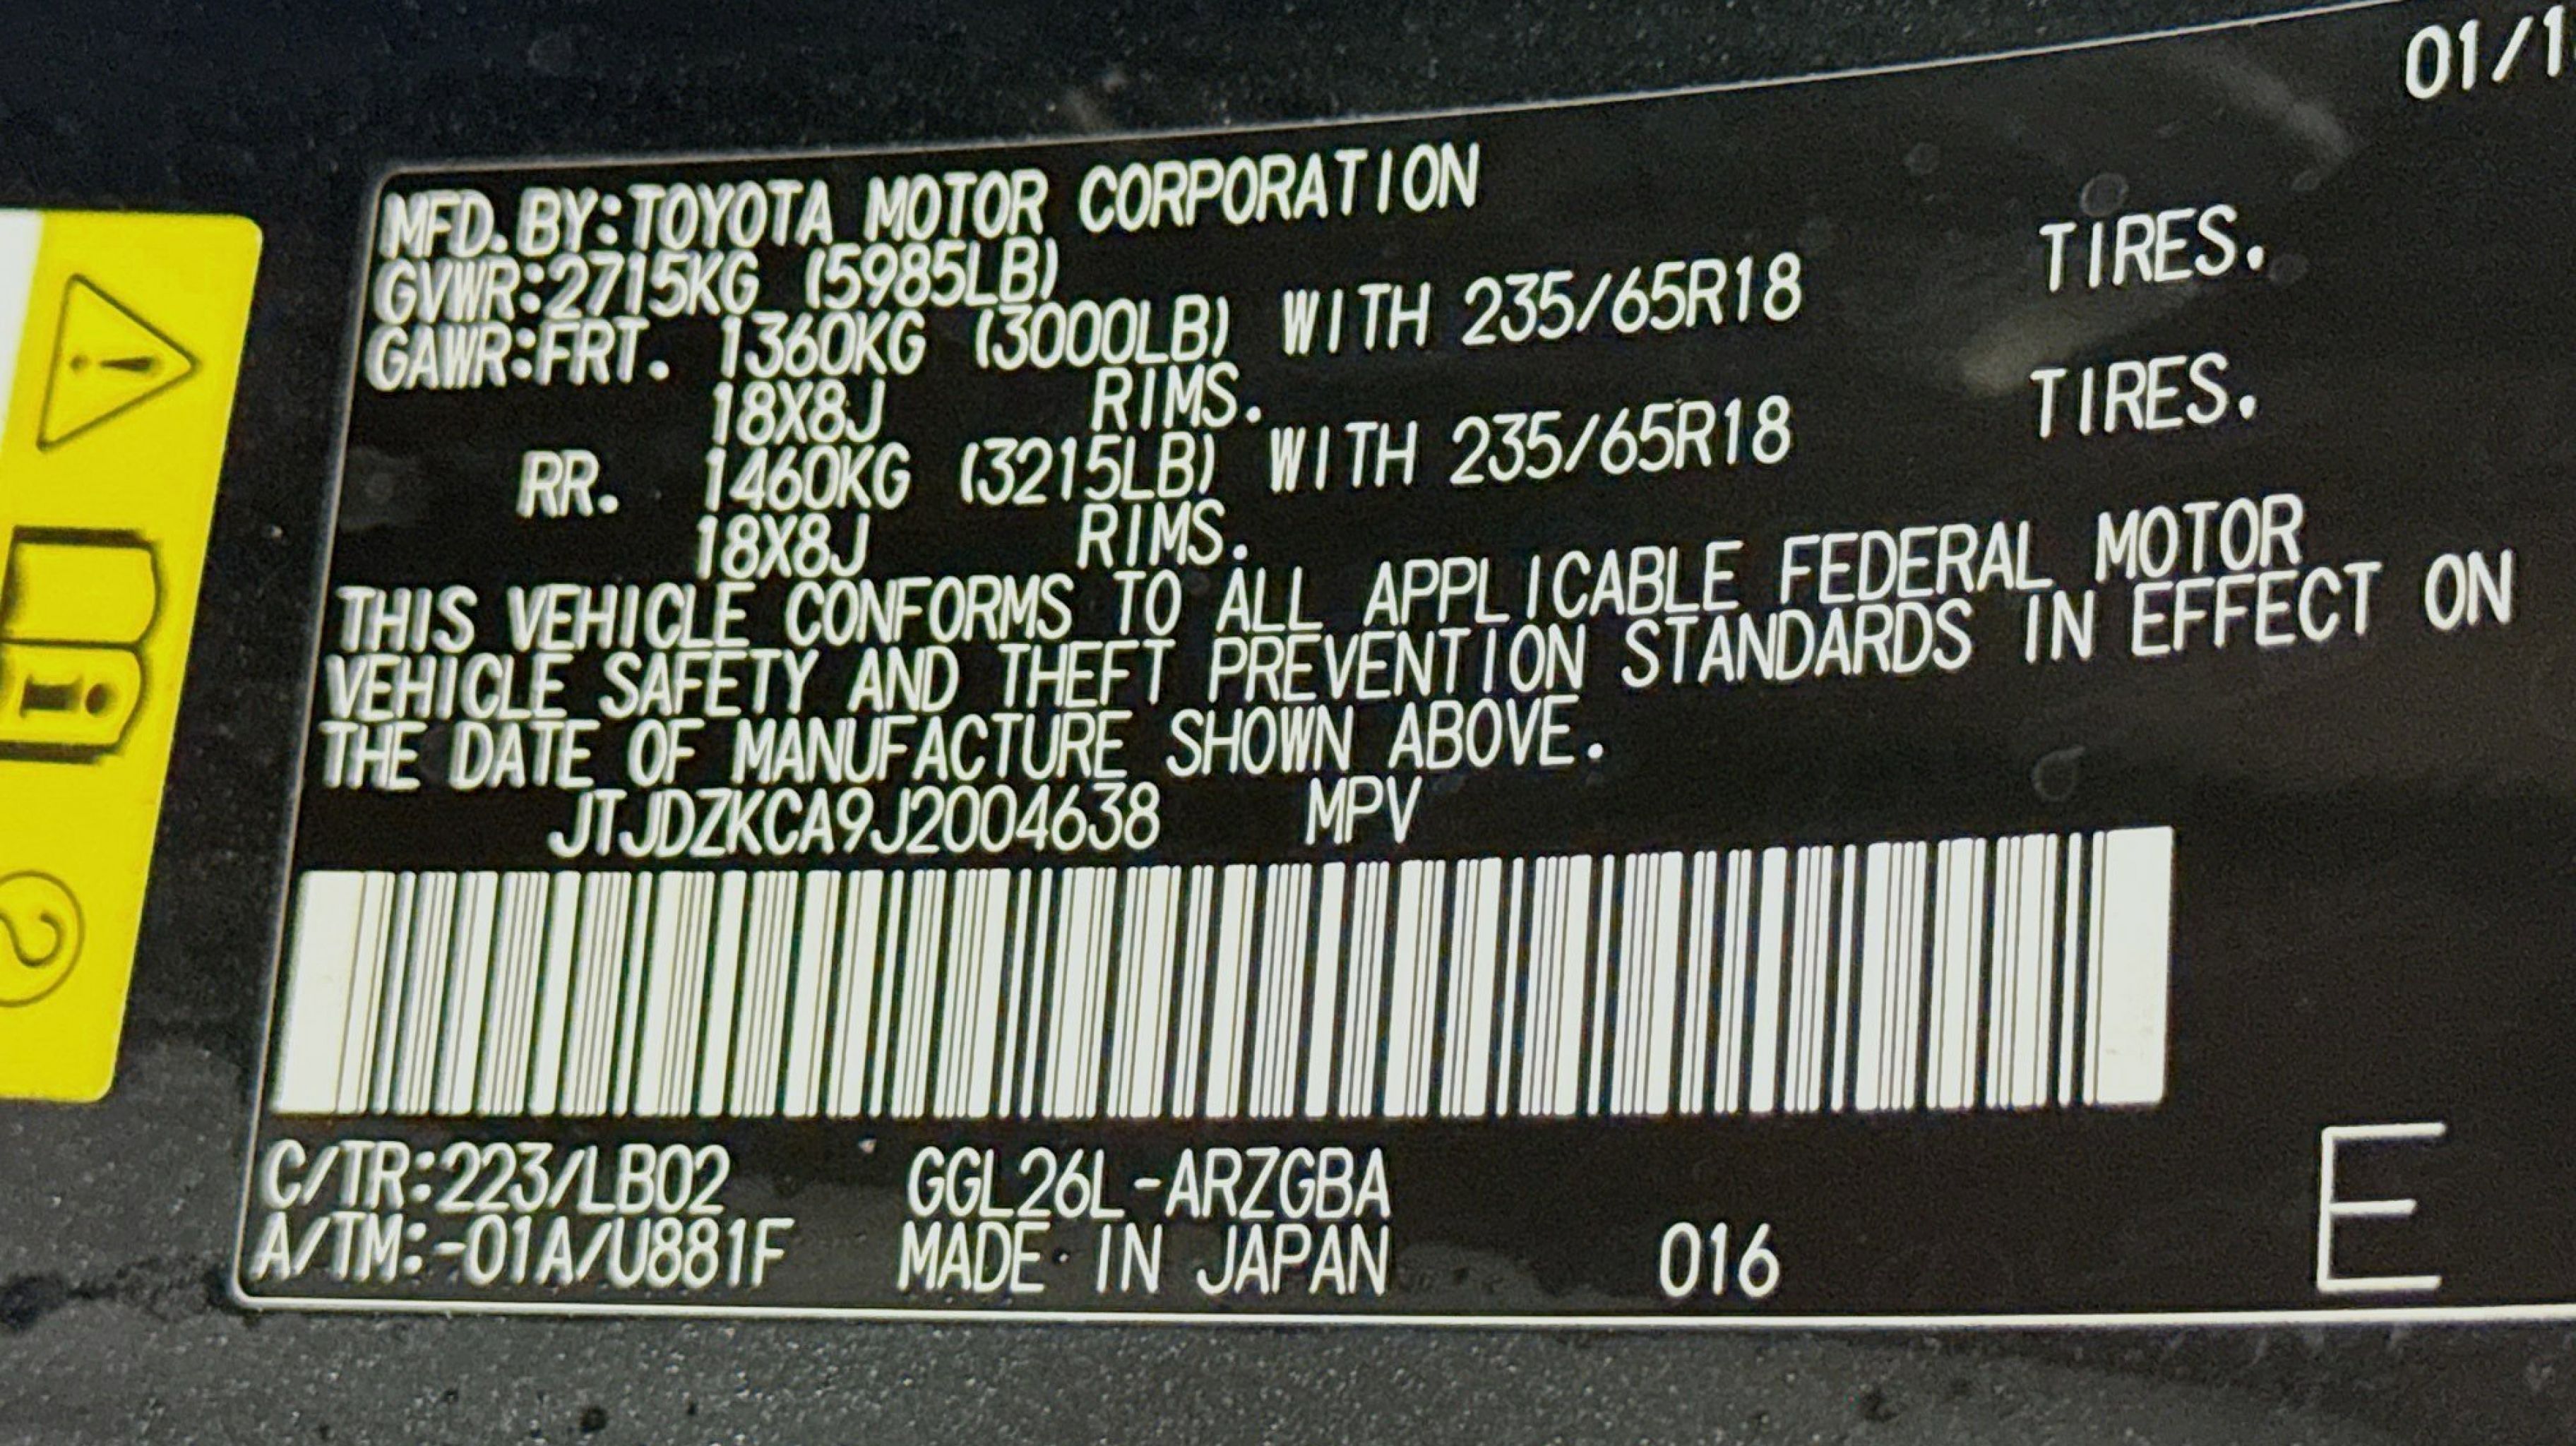 01/1
MFD.BY:TOYOTA MOTOR CORPORATION
GVWR:2715KG (5985LB)
GAWR:FRT. 1360KG (3000LB) WITH 235/65R18 TIRES.
18X8J RIMS.
RR. 1460KG (3215LB) WITH 235/65R18 TIRES.
18X8J RIMS.
THIS VEHICLE CONFORMS TO ALL APPLICABLE FEDERAL MOTOR
VEHICLE SAFETY AND THEFT PREVENTION STANDARDS IN EFFECT ON
THE DATE OF MANUFACTURE SHOWN ABOVE.
JTJDZKCA9J2004638 MPV
C/TR:223/LB02 GGL26L-ARZGBA
A/TM:-01A/U881F MADE IN JAPAN 016 E